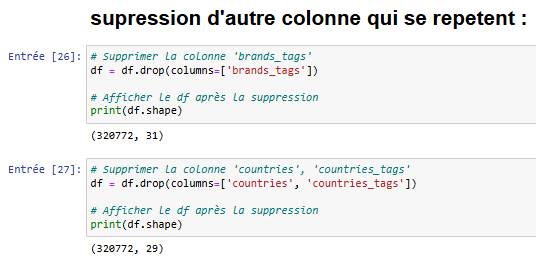 supression d'autre colonne qui se repetent :
Entrée [26]: # Supprimer la colonne 'brands_tags'
df = df.drop(columns=['brands_tags'])
# Afficher le df après la suppression
print(df.shape)
(320772, 31)
Entrée [27]: # Supprimer la colonne 'countries', 'countries_tags'
df = df.drop(columns=['countries', 'countries_tags'])
# Afficher le df après la suppression
print(df.shape)
(320772, 29)